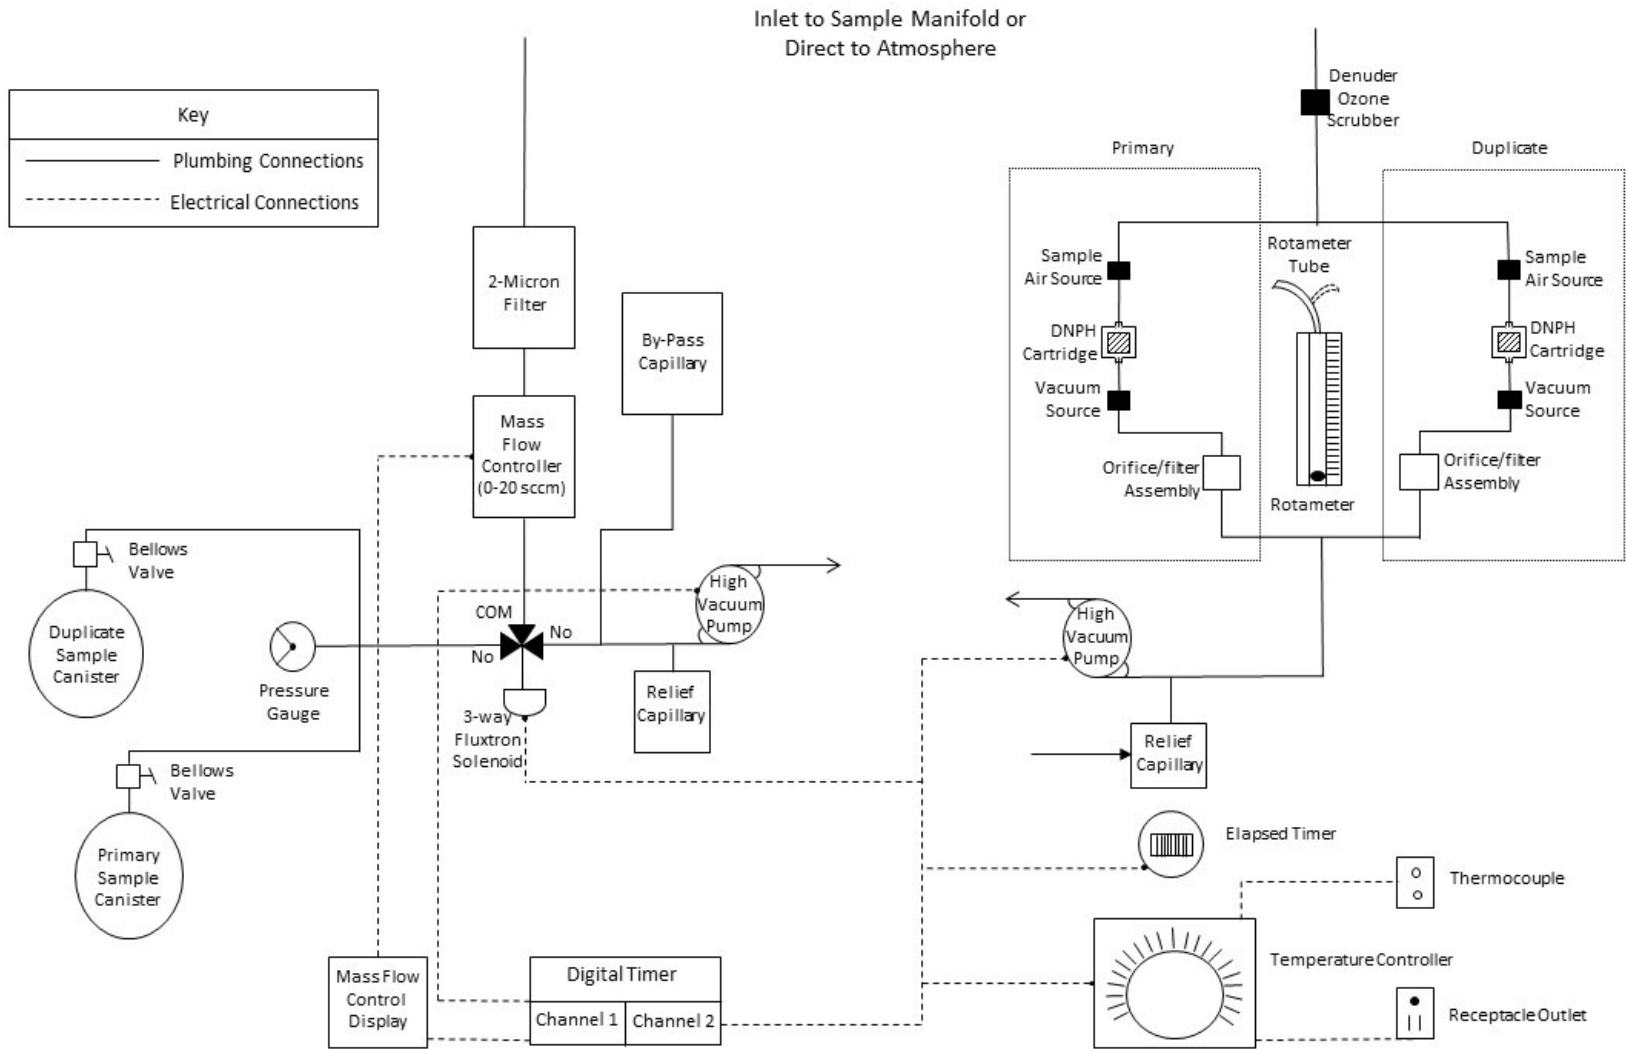 Inlet to Sample Manifold or
Direct to Atmosphere
Key
Plumbing Connections
Electrical Connections
2-Micron
Filter
By-Pass
Capillary
Mass
Flow
Controller
(0-20 sccm)
Bellows
Valve
Duplicate
Sample
Canister
Pressure
Gauge
COM
No
No
High
Vacuum
Pump
Relief
Capillary
3-way
Fluxtron
Solenoid
Bellows
Valve
Primary
Sample
Canister
Mass Flow
Control
Display
Digital Timer
Channel 1
Channel 2
Denuder
Ozone
Scrubber
Primary
Duplicate
Sample
Air Source
DNPH
Cartridge
Vacuum
Source
Orifice/filter
Assembly
Rotameter
Tube
Rotameter
Sample
Air Source
DNPH
Cartridge
Vacuum
Source
Orifice/filter
Assembly
High
Vacuum
Pump
Relief
Capillary
Elapsed Timer
Thermocouple
Temperature Controller
Receptacle Outlet